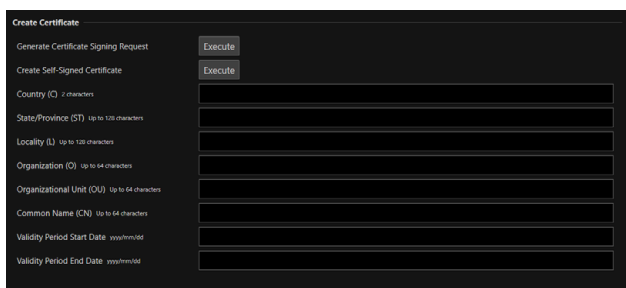 Create Certificate
Generate Certificate Signing Request Execute
Create Self-Signed Certificate Execute
Country (C) 2 characters
State/Province (ST) Up to 128 characters
Locality (L) Up to 128 characters
Organization (O) Up to 64 characters
Organizational Unit (OU) Up to 64 characters
Common Name (CN) Up to 64 characters
Validity Period Start Date yyyy/mm/dd
Validity Period End Date yyyy/mm/dd